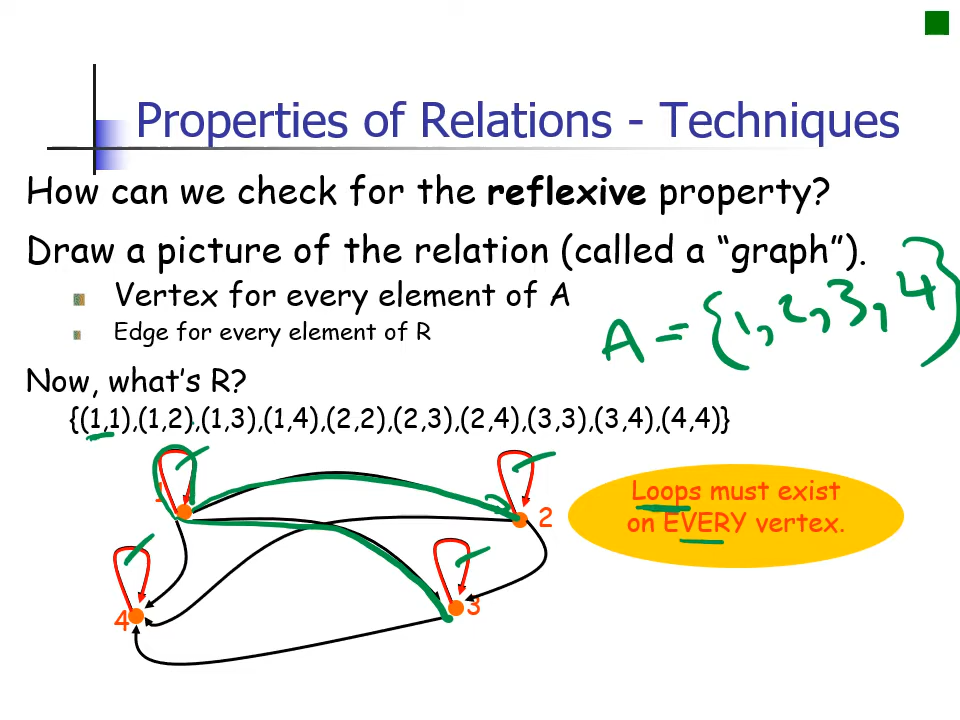 Properties of Relations - Techniques
How can we check for the reflexive property?
Draw a picture of the relation (called a “graph”).
Vertex for every element of A
Edge for every element of R
A = {1, 2, 3, 4}
Now, what's R?
{(1,1),(1,2),(1,3),(1,4),(2,2),(2,3),(2,4),(3,3),(3,4),(4,4)}
1
2
Loops must exist
on EVERY vertex.
4
3